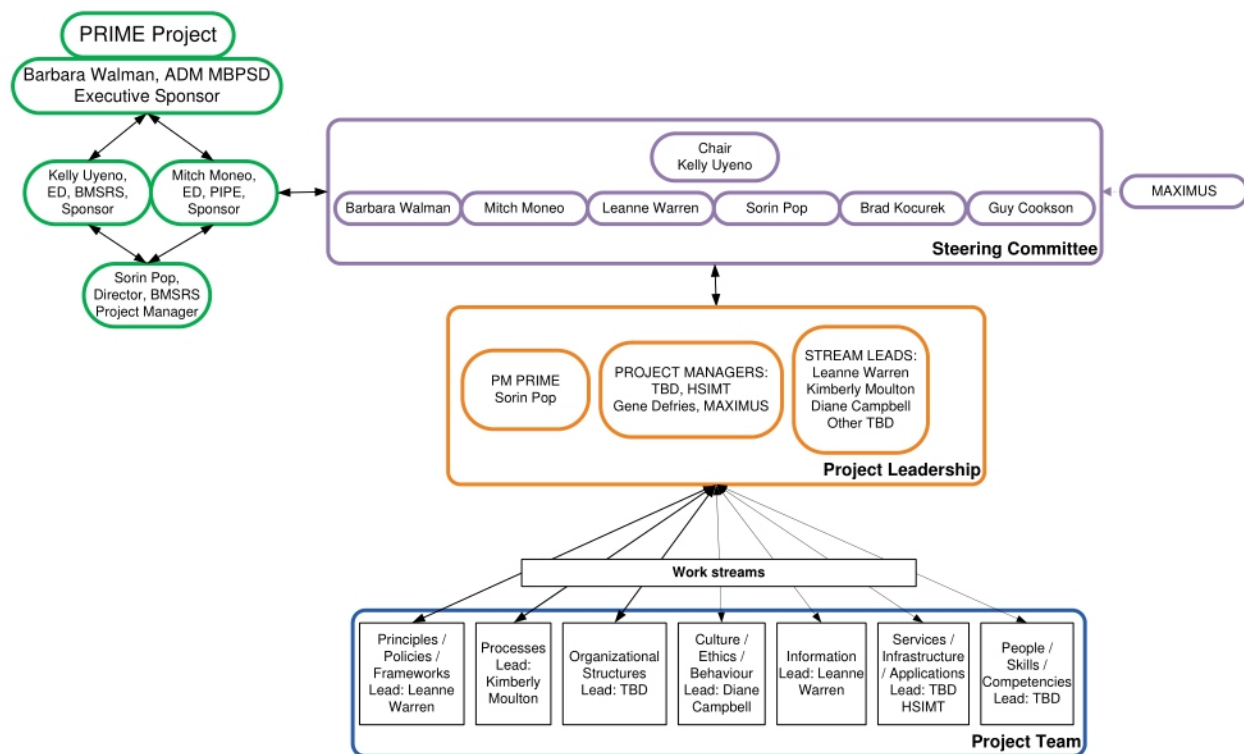 PRIME Project
Barbara Walman, ADM MBPSD
Executive Sponsor
Kelly Uyeno,
ED, BMSRS,
Sponsor
Mitch Moneo,
ED, PIPE,
Sponsor
Sorin Pop,
Director, BMSRS
Project Manager
Chair
Kelly Uyeno
Barbara Walman
Mitch Moneo
Leanne Warren
Sorin Pop
Brad Kocurek
Guy Cookson
Steering Committee
MAXIMUS
PM PRIME
Sorin Pop
PROJECT MANAGERS:
TBD, HSIMT
Gene Defries, MAXIMUS
STREAM LEADS:
Leanne Warren
Kimberly Moulton
Diane Campbell
Other TBD
Project Leadership
Work streams
Principles /
Policies /
Frameworks
Lead: Leanne
Warren
Processes
Lead:
Kimberly
Moulton
Organizational
Structures
Lead: TBD
Culture /
Ethics /
Behaviour
Lead: Diane
Campbell
Information
Lead: Leanne
Warren
Services /
Infrastructure
/ Applications
Lead: TBD
HSIMT
People /
Skills /
Competencies
Lead: TBD
Project Team